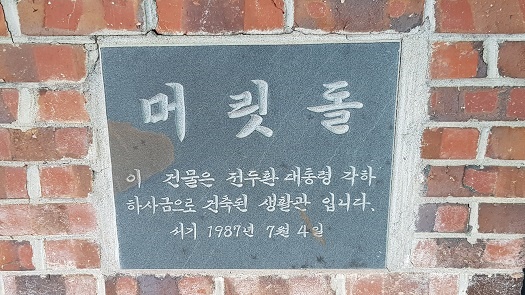 머릿돌
이 건물은 전두환 대통령 각하
하사금으로 건축된 생활관 입니다.
서기 1987년 7월 4일